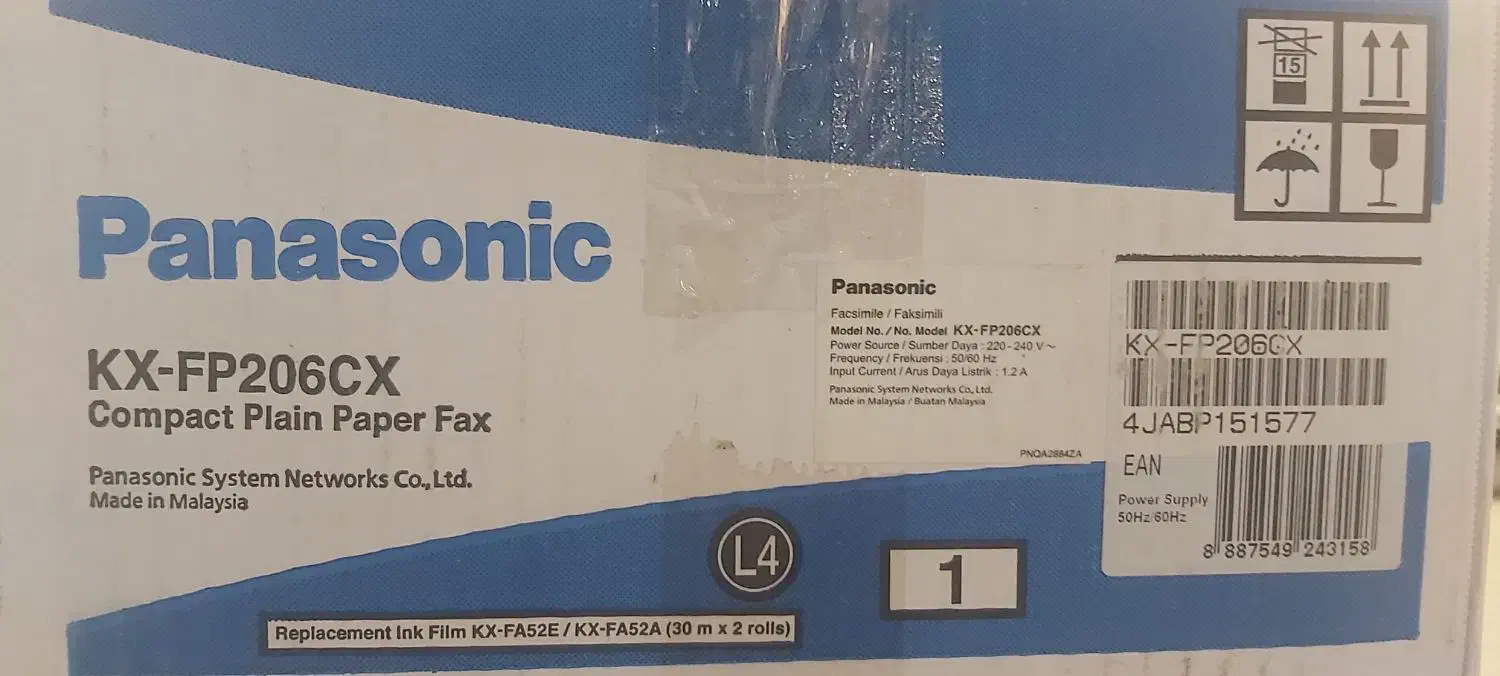 15
Panasonic
KX-FP206CX
Compact Plain Paper Fax
Panasonic System Networks Co.,Ltd.
Made in Malaysia
Panasonic
Facsimile / Faksimili
Model No. / No. Model KX-FP206CX
Power Source / Sumber Daya : 220 - 240 V ~
Frequency / Frekuensi : 50/60 Hz
Input Current / Arus Daya Listrik : 1.2 A
Panasonic System Networks Co., Ltd.
Made in Malaysia / Buatan Malaysia
PNQA2884ZA
KX-FP206CX
4JABP151577
EAN
Power Supply
50Hz/60Hz
8 887549 243158
L4
1
Replacement Ink Film KX-FA52E / KX-FA52A (30 m x 2 rolls)